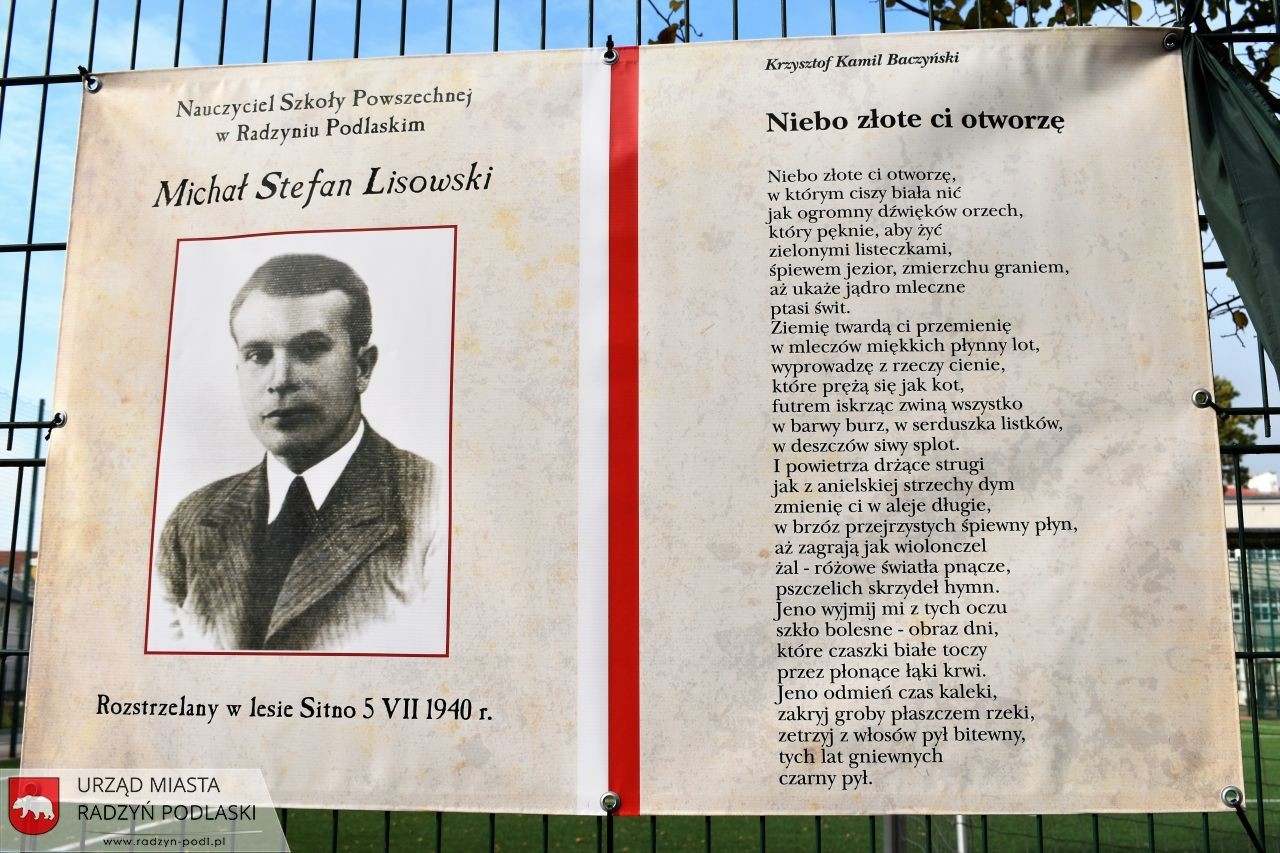 Nauczyciel Szkoły Powszechnej
w Radzyniu Podlaskim
Michał Stefan Lisowski
Rozstrzelany w lesie Sitno 5 VII 1940 r.
Krzysztof Kamil Baczyński
Niebo złote ci otworzę
Niebo złote ci otworzę,
w którym ciszy biała nić
jak ogromny dźwięków orzech,
który pęknie, aby żyć
zielonymi listeczkami,
śpiewem jezior, zmierzchu graniem,
aż ukaże jądro mleczne
ptasi świt.
Ziemię twardą ci przemienię
w mleczów miękkich płynny lot,
wyprowadzę z rzeczy cienie,
które prężą się jak kot,
futrem iskrząc zwiną wszystko
w barwy burz, w serduszka listków,
w deszczów siwy splot.
I powietrza drżące strugi
jak z anielskiej strzechy dym
zmienię ci w aleje długie,
w brzóz przejrzystych śpiewny płyn,
aż zagrają jak wiolonczel
żal - różowe światła pnącze,
pszczelich skrzydeł hymn.
Jeno wyjmij mi z tych oczu
szkło bolesne - obraz dni,
które czaszki białe toczy
przez płonące łąki krwi.
Jeno odmień czas kaleki,
zakryj groby płaszczem rzeki,
zetrzyj z włosów pył bitewny,
tych lat gniewnych
czarny pył.
URZĄD MIASTA
RADZYŃ PODLASKI
www.radzyn-podl.pl